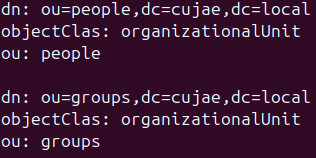 dn: ou=people,dc=cujae,dc=local
objectClas: organizationalUnit
ou: people

dn: ou=groups,dc=cujae,dc=local
objectClas: organizationalUnit
ou: groups